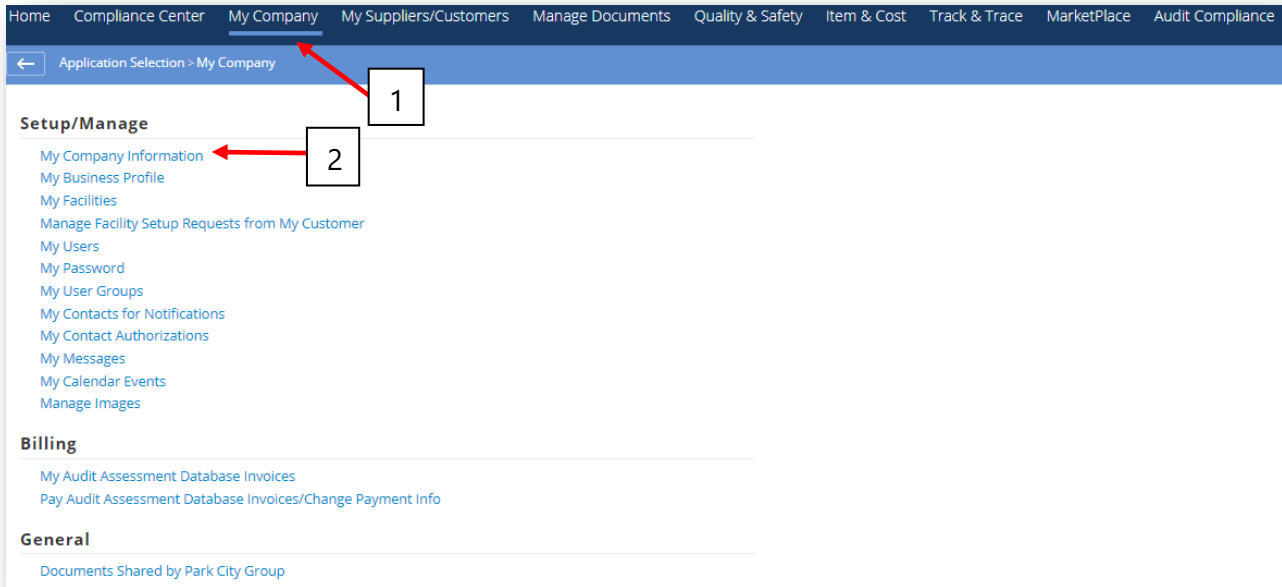 Home Compliance Center My Company My Suppliers/Customers Manage Documents Quality & Safety Item & Cost Track & Trace MarketPlace Audit Compliance
← Application Selection > My Company
1
Setup/Manage
My Company Information
2
My Business Profile
My Facilities
Manage Facility Setup Requests from My Customer
My Users
My Password
My User Groups
My Contacts for Notifications
My Contact Authorizations
My Messages
My Calendar Events
Manage Images
Billing
My Audit Assessment Database Invoices
Pay Audit Assessment Database Invoices/Change Payment Info
General
Documents Shared by Park City Group